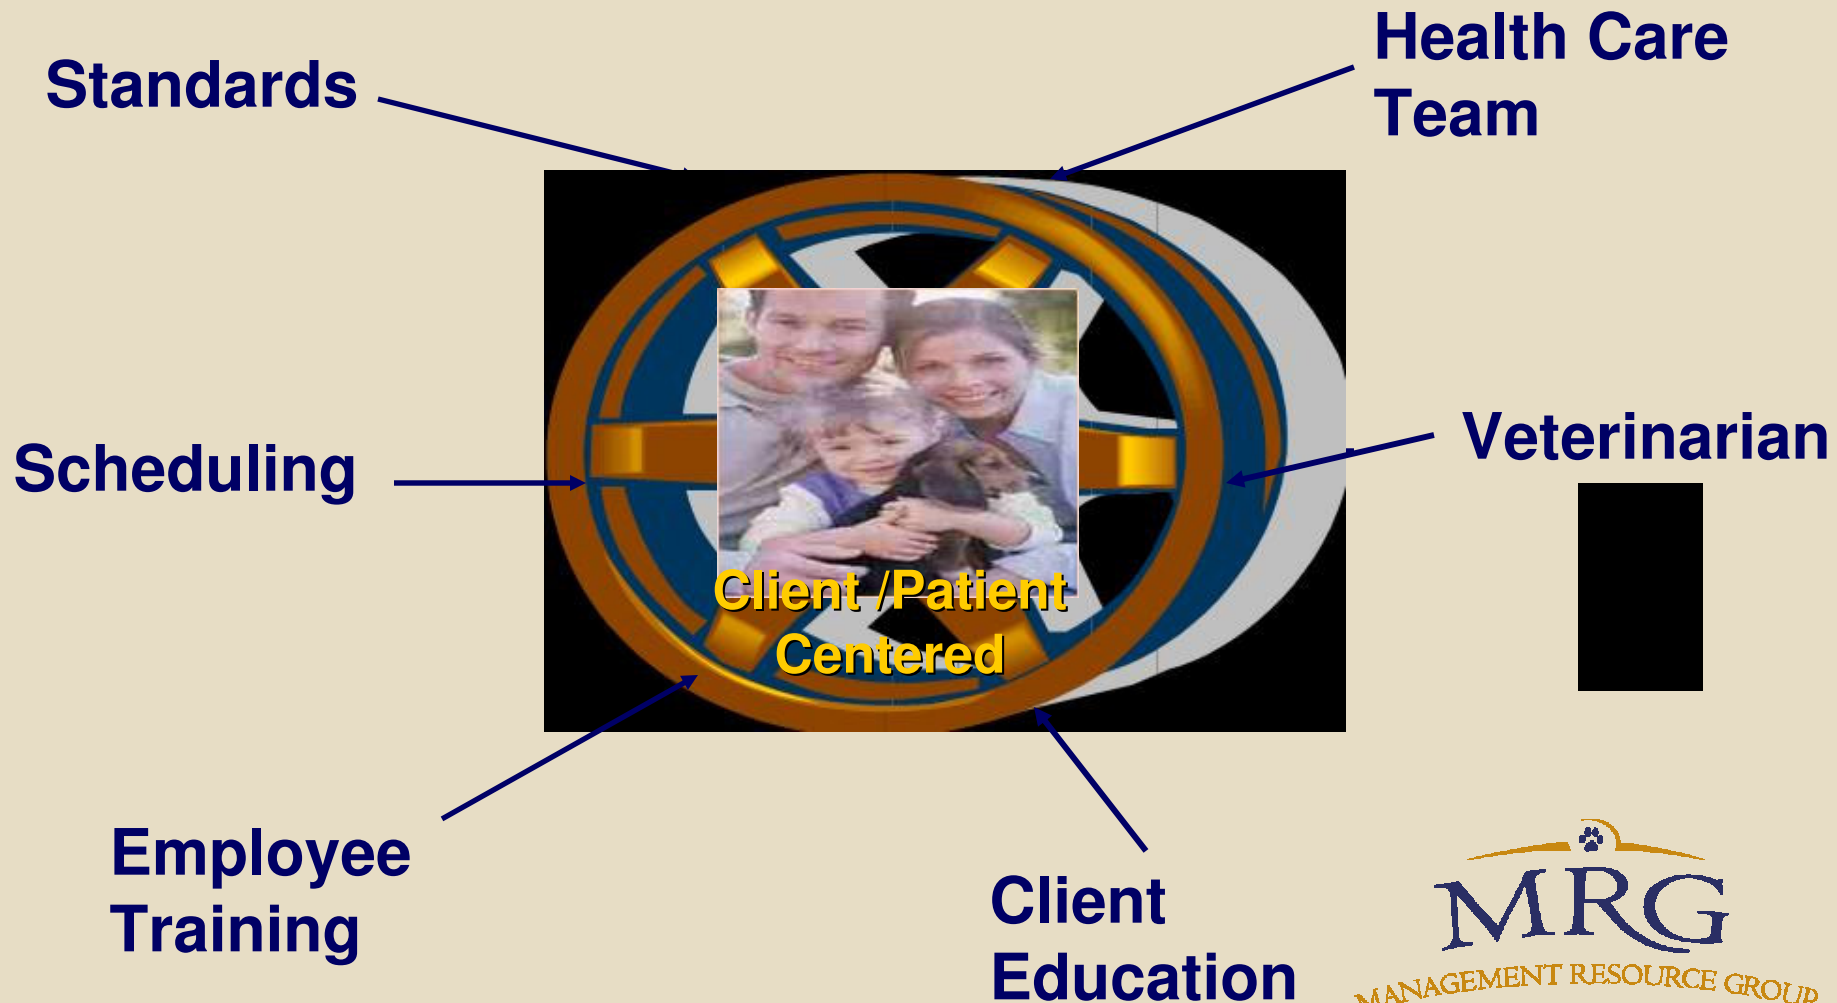 Health Care
Team
Standards
Scheduling
Veterinarian
Client /Patient
Centered
Employee
Training
Client
Education
MRG
MANAGEMENT RESOURCE GROUP